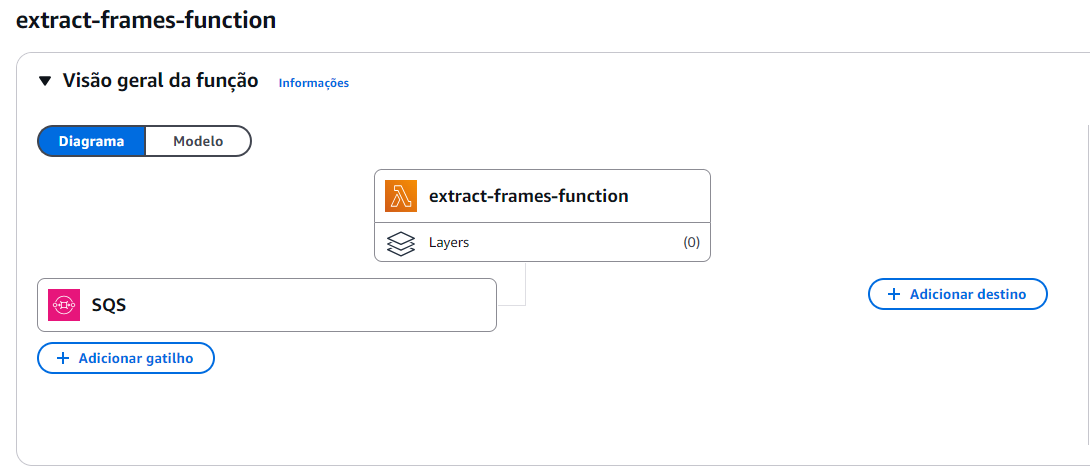 extract-frames-function
Visão geral da função Informações
Diagrama Modelo
extract-frames-function
Layers (0)
SQS
Adicionar destino
Adicionar gatilho